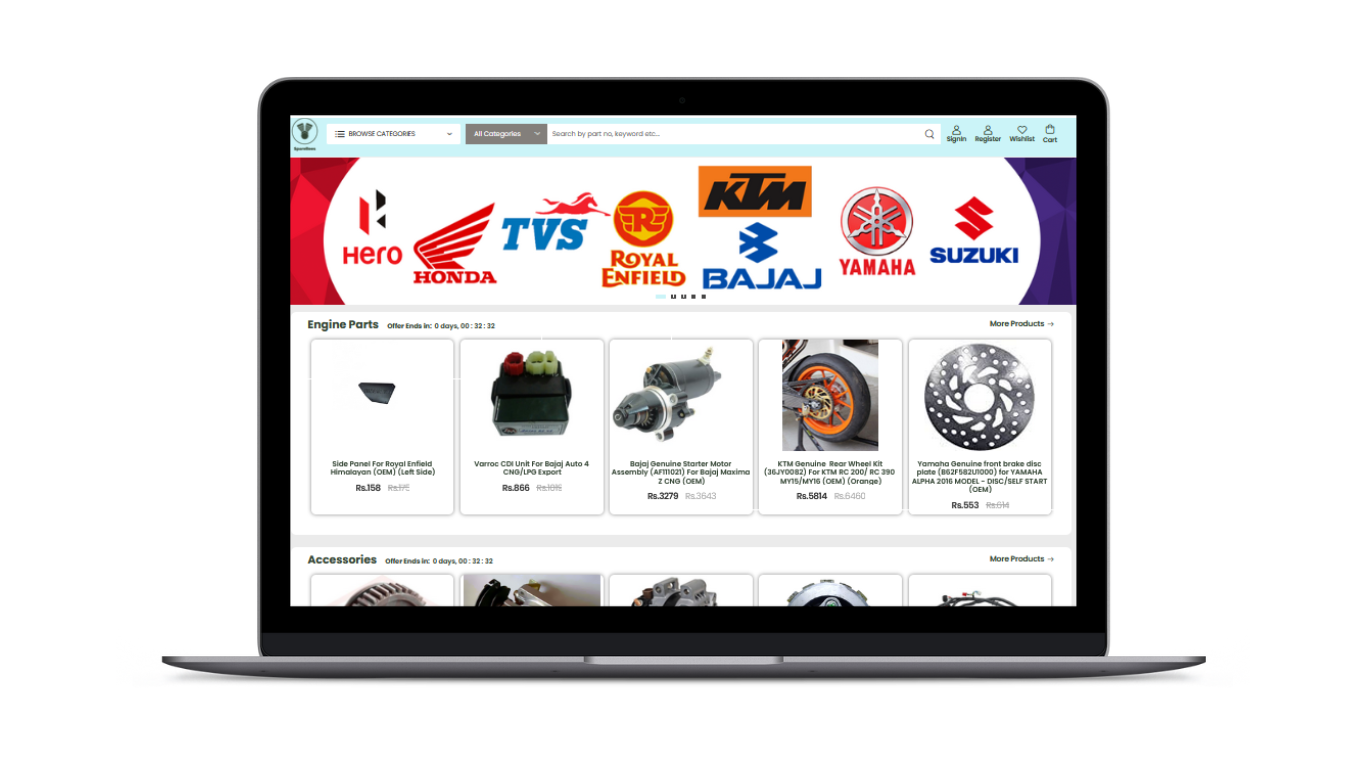 BROWSE CATEGORIES
All Categories
Search by part no, keyword etc...
SignIn
Register
Wishlist
Cart
Hero
HONDA
TVS
R
ROYAL
ENFIELD
KTM
BAJAJ
YAMAHA
SUZUKI
Engine Parts
Offer Ends in: 0 days, 00 : 32 : 32
More Products →
Side Panel For Royal Enfield
Himalayan (OEM) (Left Side)
Rs.158
Varroc CDI Unit For Bajaj Auto 4
CNG/LPG Export
Rs.866
Bajaj Genuine Starter Motor
Assembly (AF111021) For Bajaj Maxima
Z CNG (OEM)
Rs.3279 Rs.3643
KTM Genuine Rear Wheel Kit
(36JY0082) For KTM RC 200/ RC 390
MY15/MY16 (OEM) (Orange)
Rs.5814 Rs.6460
Yamaha Genuine front brake disc
plate (B62F582U1000) for YAMAHA
ALPHA 2016 MODEL - DISC/SELF START
(OEM)
Rs.553 Rs.614
Accessories
Offer Ends in: 0 days, 00 : 32 : 32
More Products →